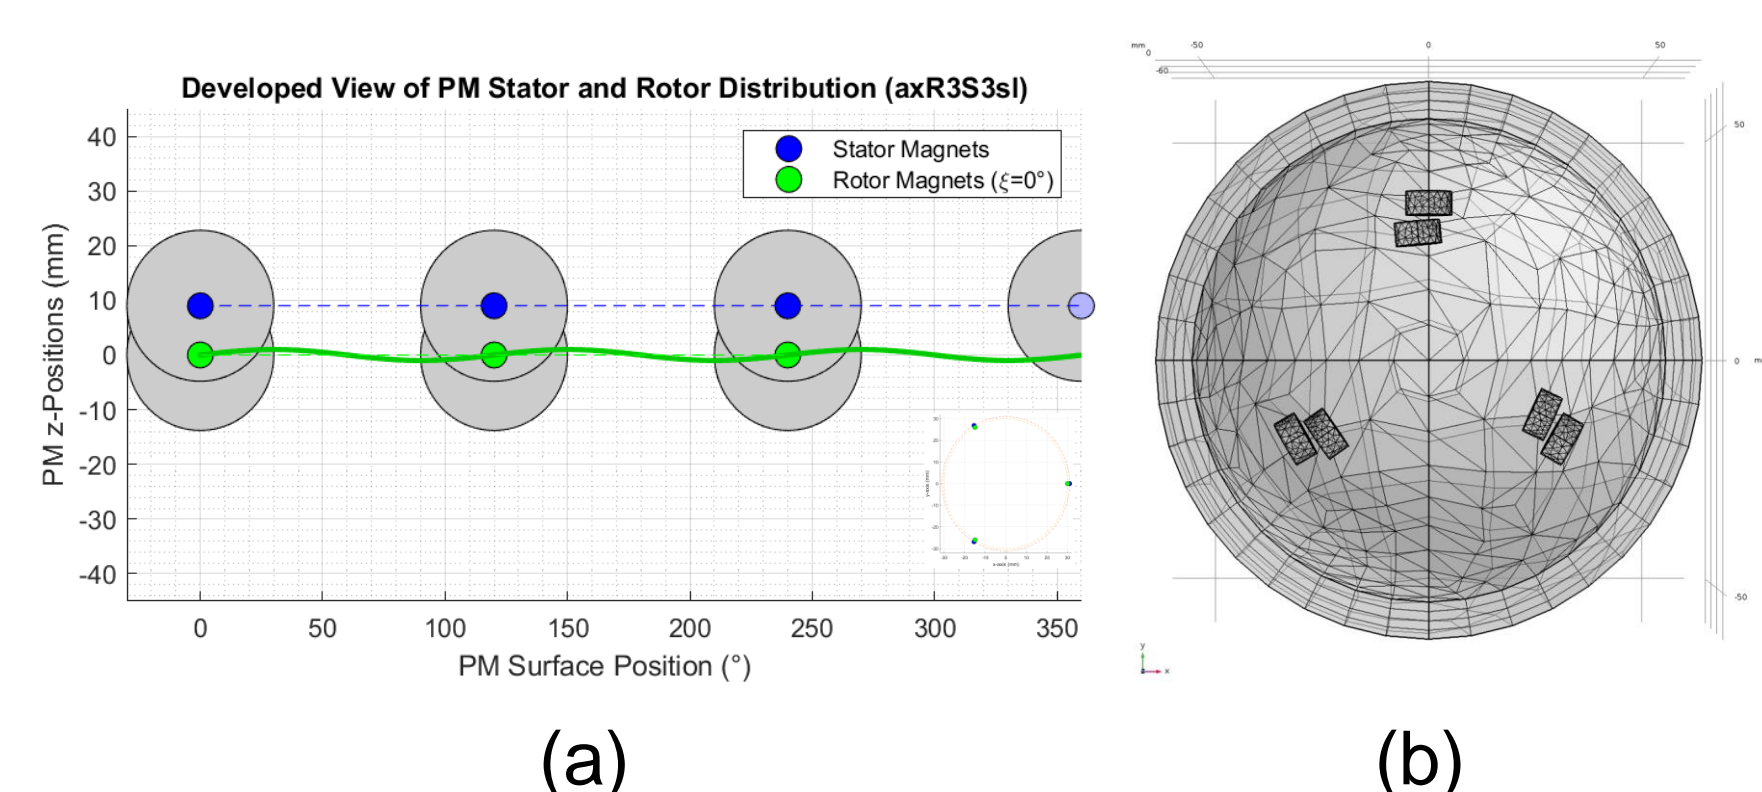 Developed View of PM Stator and Rotor Distribution (axR3S3sl)
PM z-Positions (mm)
40
30
20
10
0
-10
-20
-30
-40
Stator Magnets
Rotor Magnets (ξ=0°)
0
50
100
150
200
250
300
350
PM Surface Position (°)
(a)
mm
0
-60
-50
0
50
50
0
m
-50
y
x
(b)